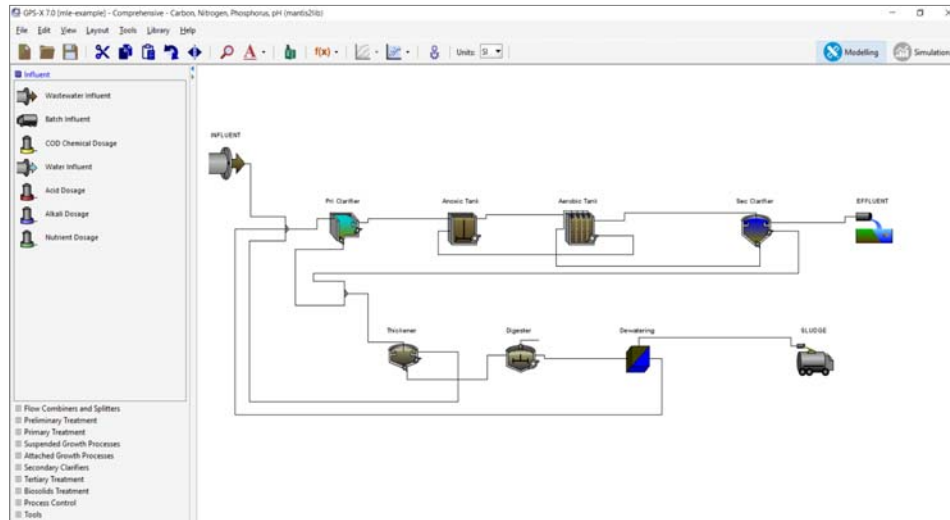 GPS-X 7.0 [mle-example] - Comprehensive - Carbon, Nitrogen, Phosphorus, pH (mantis2lib)
File Edit View Layout Tools Library Help
A f(x) Units: SI Modelling Simulation
Influent
Wastewater Influent
Batch Influent
COD Chemical Dosage
Water Influent
Acid Dosage
Alkali Dosage
Nutrient Dosage
INFLUENT
Pri Clarifier Anoxic Tank Aerobic Tank Sec Clarifier EFFLUENT
Thickener Digester Dewatering SLUDGE
Flow Combiners and Splitters
Preliminary Treatment
Primary Treatment
Suspended Growth Processes
Attached Growth Processes
Secondary Clarifiers
Tertiary Treatment
Biosolids Treatment
Process Control
Tools